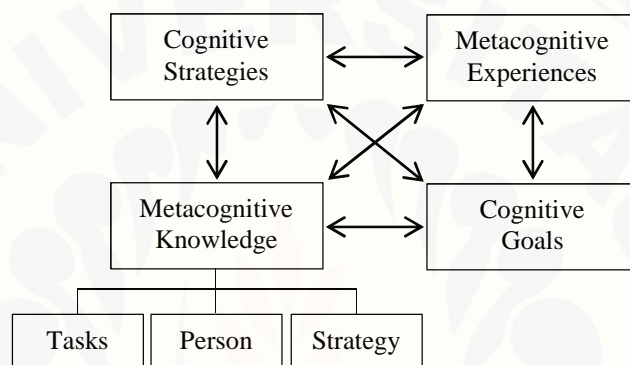 Cognitive
Strategies
Metacognitive
Experiences
Metacognitive
Knowledge
Cognitive
Goals
Tasks
Person
Strategy